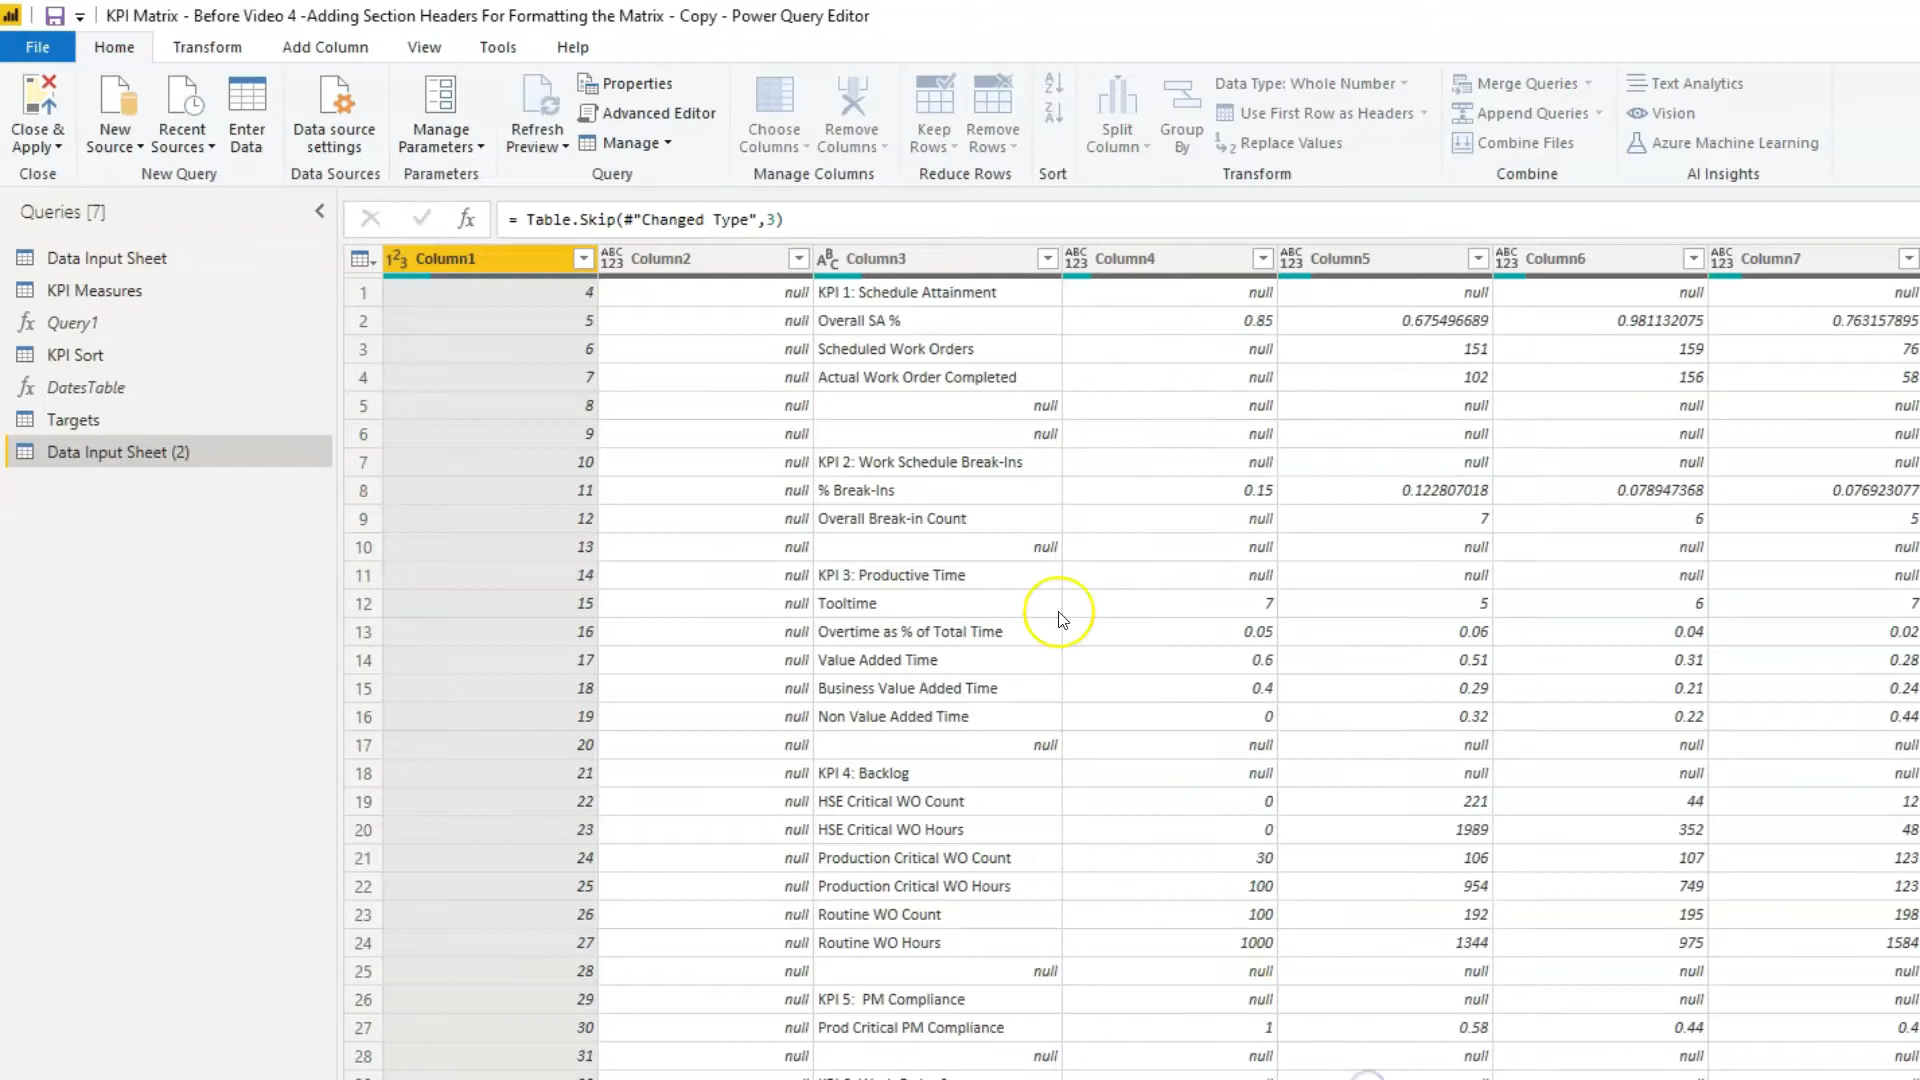 KPI Matrix - Before Video 4 -Adding Section Headers For Formatting the Matrix - Copy - Power Query Editor
File Home Transform Add Column View Tools Help
Close & Apply
New Source
Recent Sources
Enter Data
Data source settings
Manage Parameters
Refresh Preview
Properties
Advanced Editor
Manage
Choose Columns
Remove Columns
Keep Rows
Remove Rows
Split Column
Group By
Data Type: Whole Number
Use First Row as Headers
Replace Values
Merge Queries
Append Queries
Combine Files
Text Analytics
Vision
Azure Machine Learning
Close New Query Data Sources Parameters Query Manage Columns Reduce Rows Sort Transform Combine AI Insights
Queries [7]
Data Input Sheet
KPI Measures
fx Query1
KPI Sort
fx DatesTable
Targets
Data Input Sheet (2)
fx = Table.Skip(#"Changed Type",3)
123 Column1 ABC 123 Column2 ABC Column3 ABC 123 Column4 ABC 123 Column5 ABC 123 Column6 ABC 123 Column7
1 4 null KPI 1: Schedule Attainment null null null null
2 5 null Overall SA % 0.85 0.675496689 0.981132075 0.763157895
3 6 null Scheduled Work Orders null 151 159 76
4 7 null Actual Work Order Completed null 102 156 58
5 8 null null null null null null
6 9 null null null null null null
7 10 null KPI 2: Work Schedule Break-Ins null null null null
8 11 null % Break-Ins 0.15 0.122807018 0.078947368 0.076923077
9 12 null Overall Break-in Count null 7 6 5
10 13 null null null null null null
11 14 null KPI 3: Productive Time null null null null
12 15 null Tooltime 7 5 6 7
13 16 null Overtime as % of Total Time 0.05 0.06 0.04 0.02
14 17 null Value Added Time 0.6 0.51 0.31 0.28
15 18 null Business Value Added Time 0.4 0.29 0.21 0.24
16 19 null Non Value Added Time 0 0.32 0.22 0.44
17 20 null null null null null null
18 21 null KPI 4: Backlog null null null null
19 22 null HSE Critical WO Count 0 221 44 12
20 23 null HSE Critical WO Hours 0 1989 352 48
21 24 null Production Critical WO Count 30 106 107 123
22 25 null Production Critical WO Hours 100 954 749 123
23 26 null Routine WO Count 100 192 195 198
24 27 null Routine WO Hours 1000 1344 975 1584
25 28 null null null null null null
26 29 null KPI 5: PM Compliance null null null null
27 30 null Prod Critical PM Compliance 1 0.58 0.44 0.4
28 31 null null null null null null